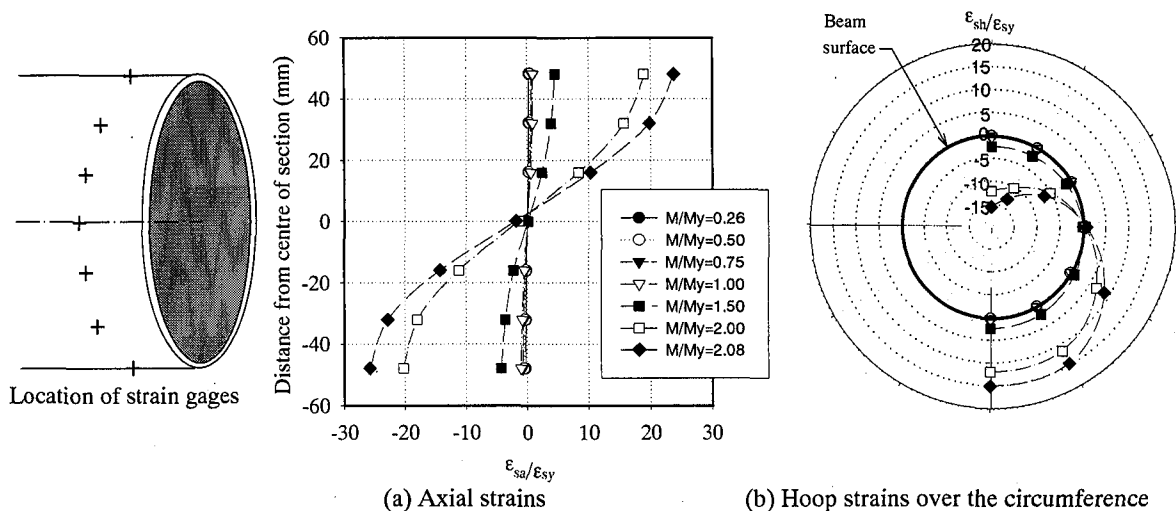 Location of strain gages
Distance from centre of section (mm)
60
40
20
0
-20
-40
-60
-30 -20 -10 0 10 20 30
εsa/εsy
M/My=0.26
M/My=0.50
M/My=0.75
M/My=1.00
M/My=1.50
M/My=2.00
M/My=2.08
(a) Axial strains
Beam
surface
εsh/εsy
20
15
10
5
0
-5
-10
-15
(b) Hoop strains over the circumference